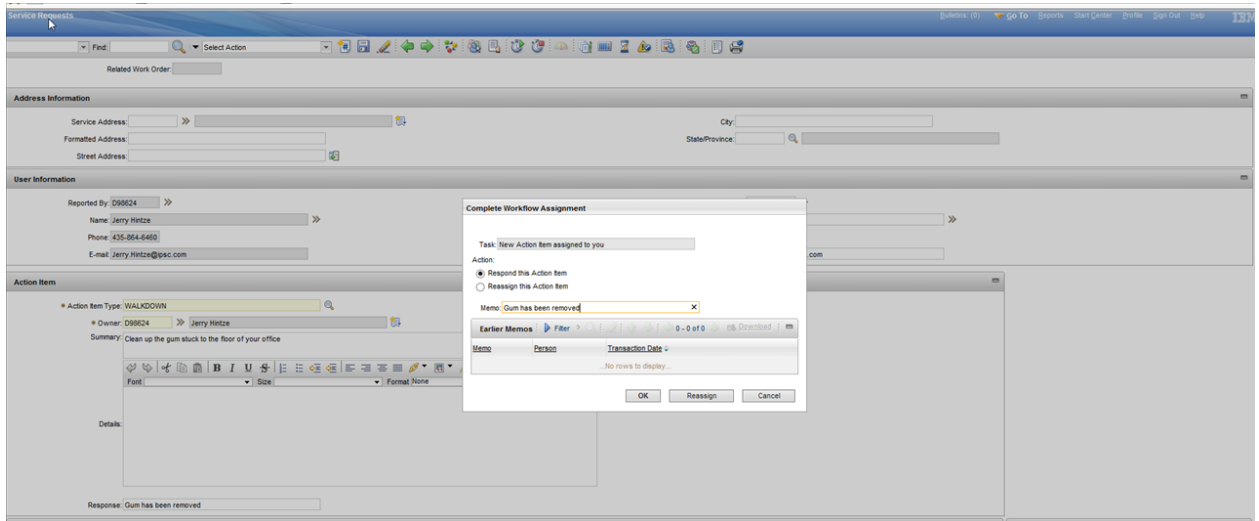 Service Requests
Bulletins: (0) Go To Reports Start Center Profile Sign Out Help IBM
Find: Select Action
Related Work Order:
Address Information
Service Address:
City:
Formatted Address:
State/Province:
Street Address:
User Information
Reported By: D98624
Name: Jerry Hintze
Phone: 435-864-6460
E-mail: Jerry.Hintze@ipsc.com
.com
Complete Workflow Assignment
Task: New Action Item assigned to you
Action:
Respond this Action Item
Reassign this Action Item
Memo: Gum has been removed
Earlier Memos Filter 0 - 0 of 0 Download
Memo Person Transaction Date
...No rows to display...
OK Reassign Cancel
Action Item
* Action Item Type: WALKDOWN
* Owner: D98624 Jerry Hintze
Summary: Clean up the gum stuck to the floor of your office
B I U S
Font Size Format None
Details:
Response: Gum has been removed